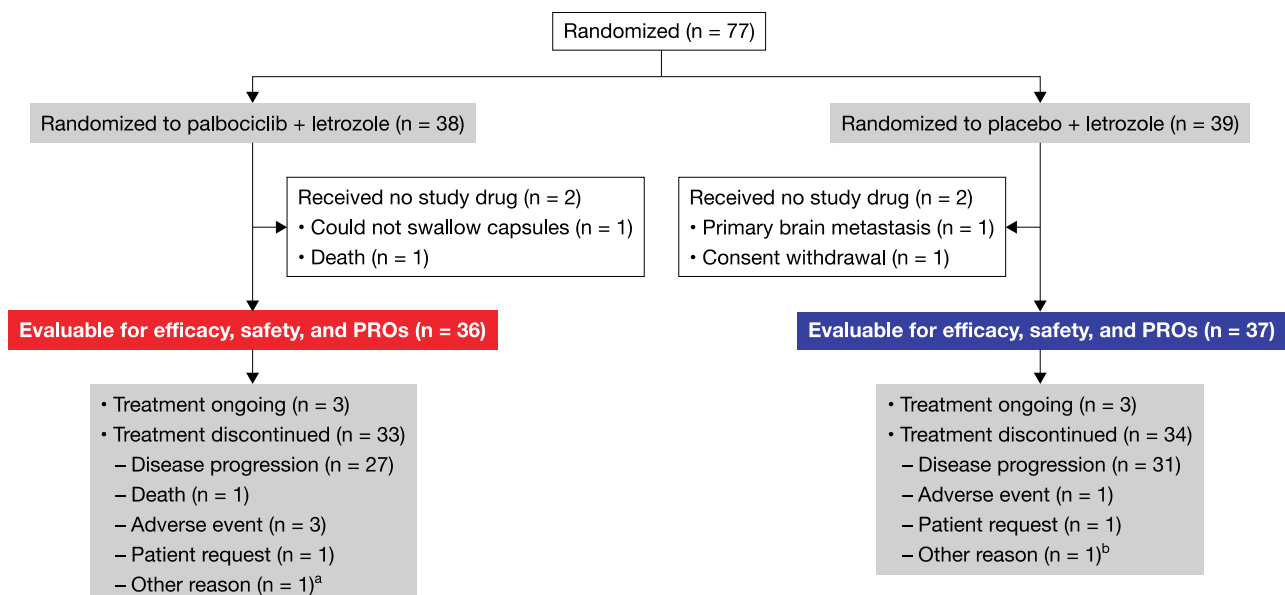 Randomized (n = 77)
Randomized to palbociclib + letrozole (n = 38)
Randomized to placebo + letrozole (n = 39)
Received no study drug (n = 2)
• Could not swallow capsules (n = 1)
• Death (n = 1)
Received no study drug (n = 2)
• Primary brain metastasis (n = 1)
• Consent withdrawal (n = 1)
Evaluable for efficacy, safety, and PROs (n = 36)
Evaluable for efficacy, safety, and PROs (n = 37)
• Treatment ongoing (n = 3)
• Treatment discontinued (n = 33)
– Disease progression (n = 27)
– Death (n = 1)
– Adverse event (n = 3)
– Patient request (n = 1)
– Other reason (n = 1)a
• Treatment ongoing (n = 3)
• Treatment discontinued (n = 34)
– Disease progression (n = 31)
– Adverse event (n = 1)
– Patient request (n = 1)
– Other reason (n = 1)b